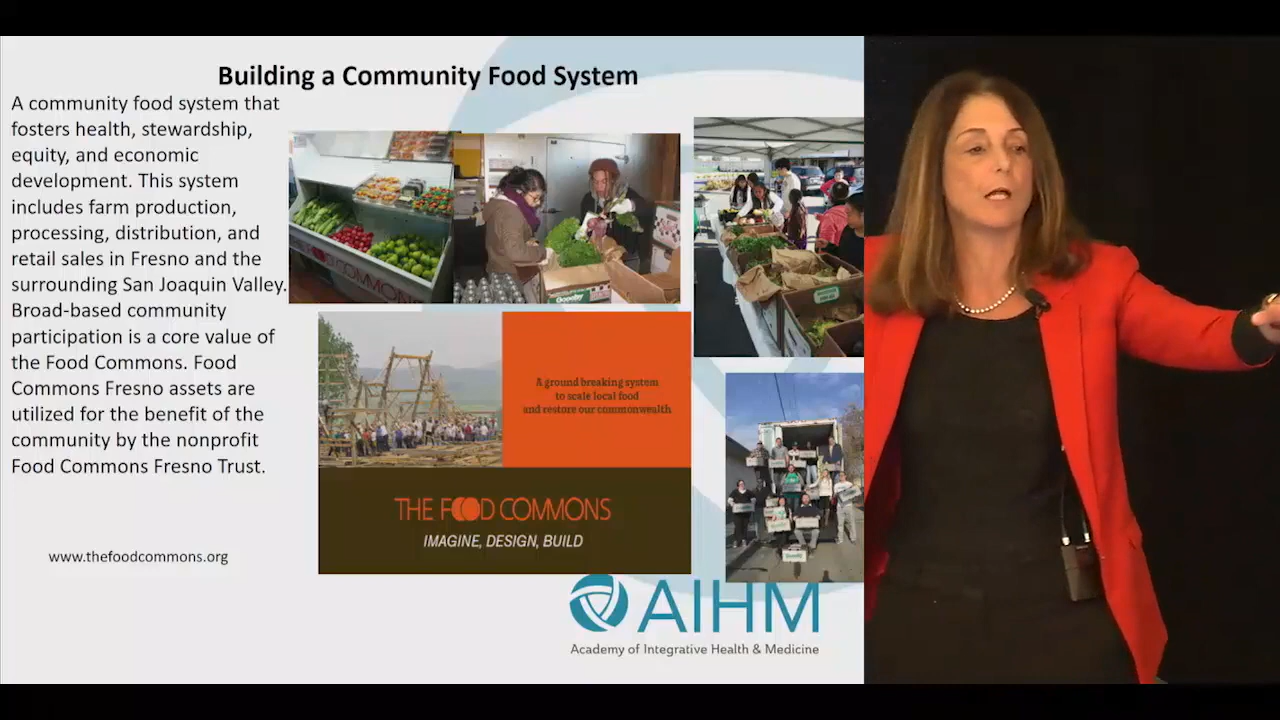 Building a Community Food System
A community food system that
fosters health, stewardship,
equity, and economic
development. This system
includes farm production,
processing, distribution, and
retail sales in Fresno and the
surrounding San Joaquin Valley.
Broad-based community
participation is a core value of
the Food Commons. Food
Commons Fresno assets are
utilized for the benefit of the
community by the nonprofit
Food Commons Fresno Trust.
www.thefoodcommons.org
FOOD COMMONS
A ground breaking system
to scale local food
and restore our commonwealth
THE FOOD COMMONS
IMAGINE, DESIGN, BUILD
AIHM
Academy of Integrative Health & Medicine